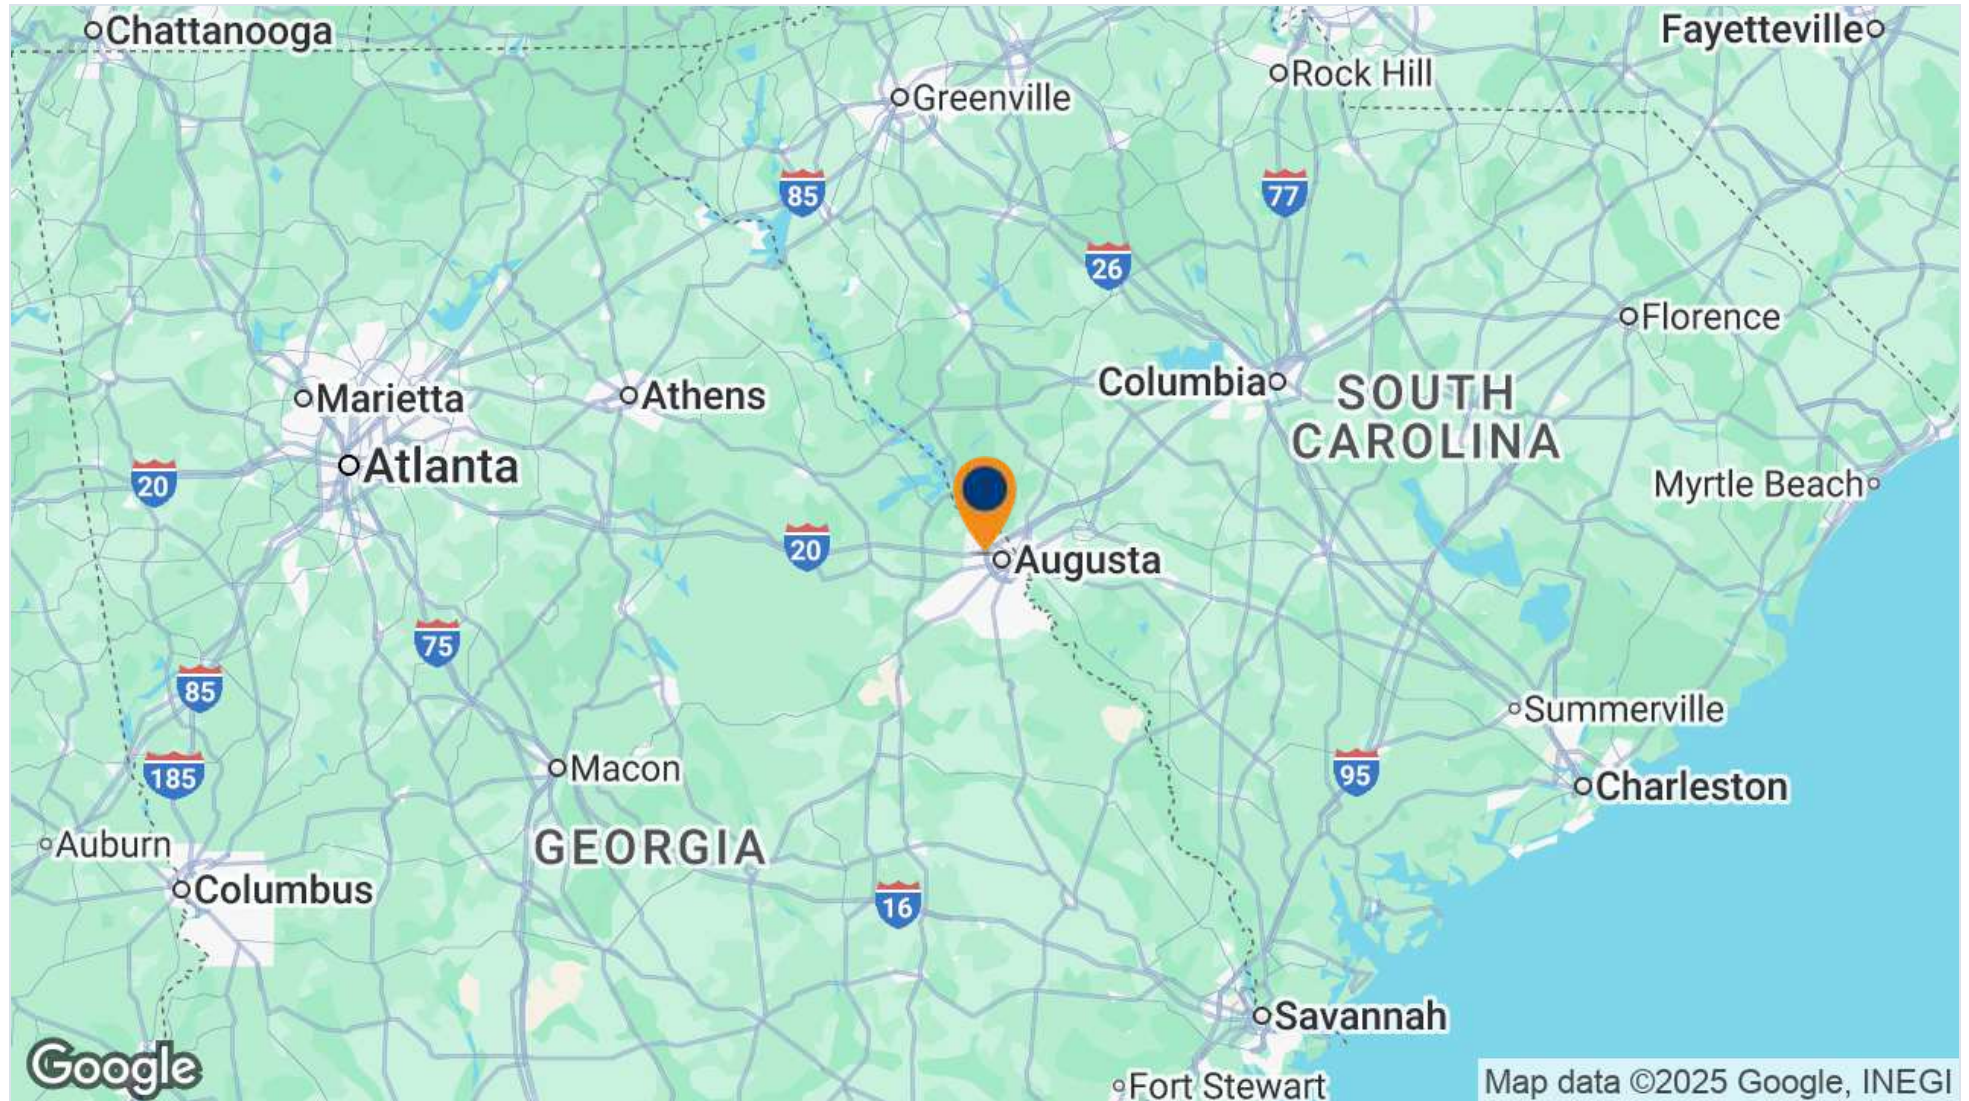 Chattanooga
Fayetteville
Rock Hill
Greenville
85
77
26
Florence
Columbia
SOUTH
CAROLINA
Marietta
Athens
Atlanta
20
Myrtle Beach
20
Augusta
75
85
Summerville
185
Macon
95
Charleston
Auburn
GEORGIA
Columbus
16
Savannah
Google
Fort Stewart
Map data ©2025 Google, INEGI